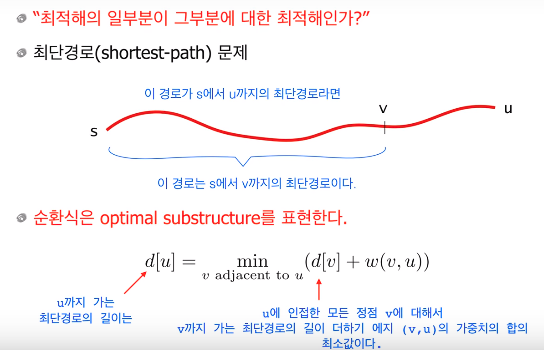 “최적해의 일부분이 그부분에 대한 최적해인가?”
최단경로(shortest-path) 문제
이 경로가 s에서 u까지의 최단경로라면
s
v
u
이 경로는 s에서 v까지의 최단경로이다.
순환식은 optimal substructure를 표현한다.
d[u] = min (d[v] + w(v, u))
v adjacent to u
u까지 가는
최단경로의 길이는
u에 인접한 모든 정점 v에 대해서
v까지 가는 최단경로의 길이 더하기 에지 (v,u)의 가중치의 합의
최소값이다.